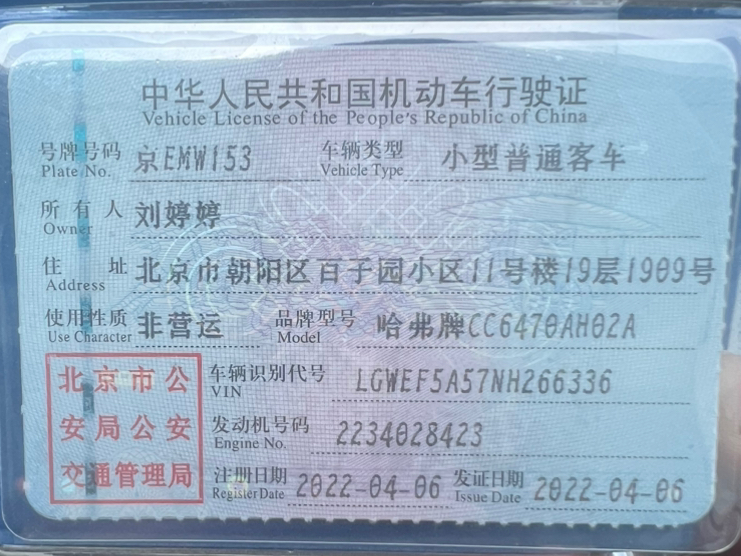 中华人民共和国机动车行驶证
Vehicle License of the People's Republic of China
号牌号码 京EMW153 车辆类型 小型普通客车
Plate No. Vehicle Type
所有人 刘婷婷
Owner
住址 北京市朝阳区百子园小区11号楼19层1909号
Address
使用性质 非营运 品牌型号 哈弗牌CC6470AH02A
Use Character Model
北京市公 车辆识别代号 LGWEF5A57NH266336
VIN
安局公安 发动机号码 2234028423
Engine No.
交通管理局 注册日期 2022-04-06 发证日期 2022-04-06
Register Date Issue Date